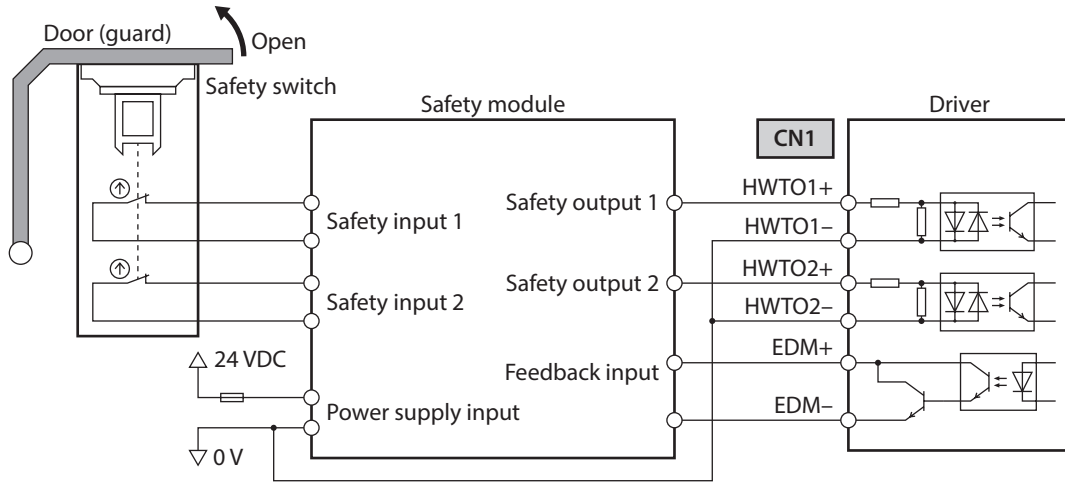 Door (guard)
Open
Safety switch
Safety module
Driver
CN1
HWTO1+
Safety output 1
Safety input 1
HWTO1−
HWTO2+
Safety output 2
Safety input 2
HWTO2−
24 VDC
EDM+
Feedback input
Power supply input
EDM−
0 V